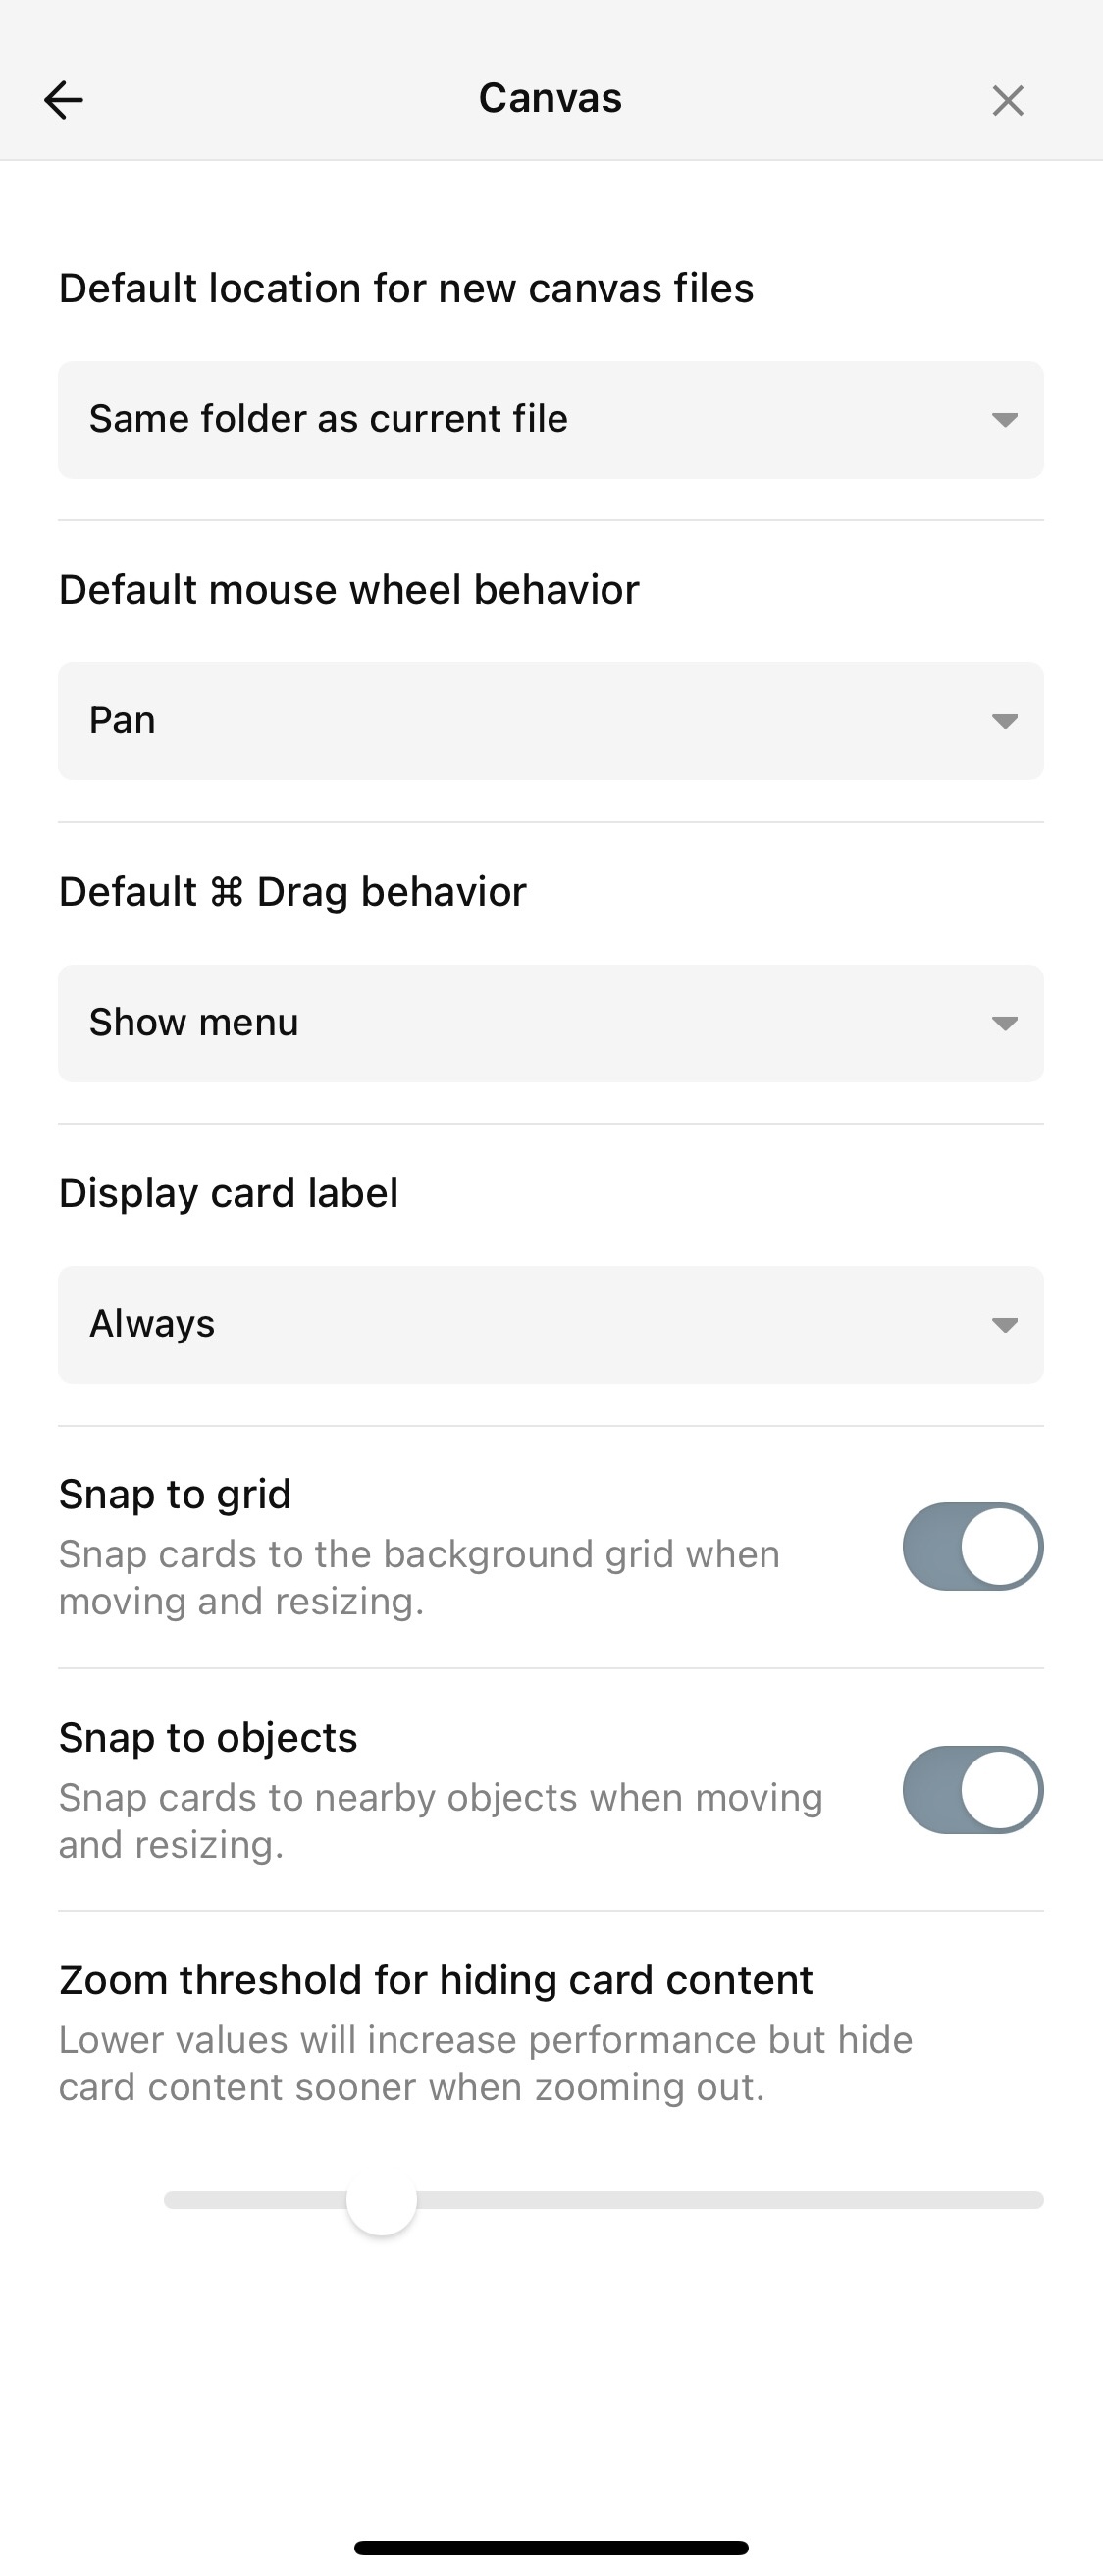 Canvas
Default location for new canvas files
Same folder as current file
Default mouse wheel behavior
Pan
Default ⌘ Drag behavior
Show menu
Display card label
Always
Snap to grid
Snap cards to the background grid when
moving and resizing.
Snap to objects
Snap cards to nearby objects when moving
and resizing.
Zoom threshold for hiding card content
Lower values will increase performance but hide
card content sooner when zooming out.